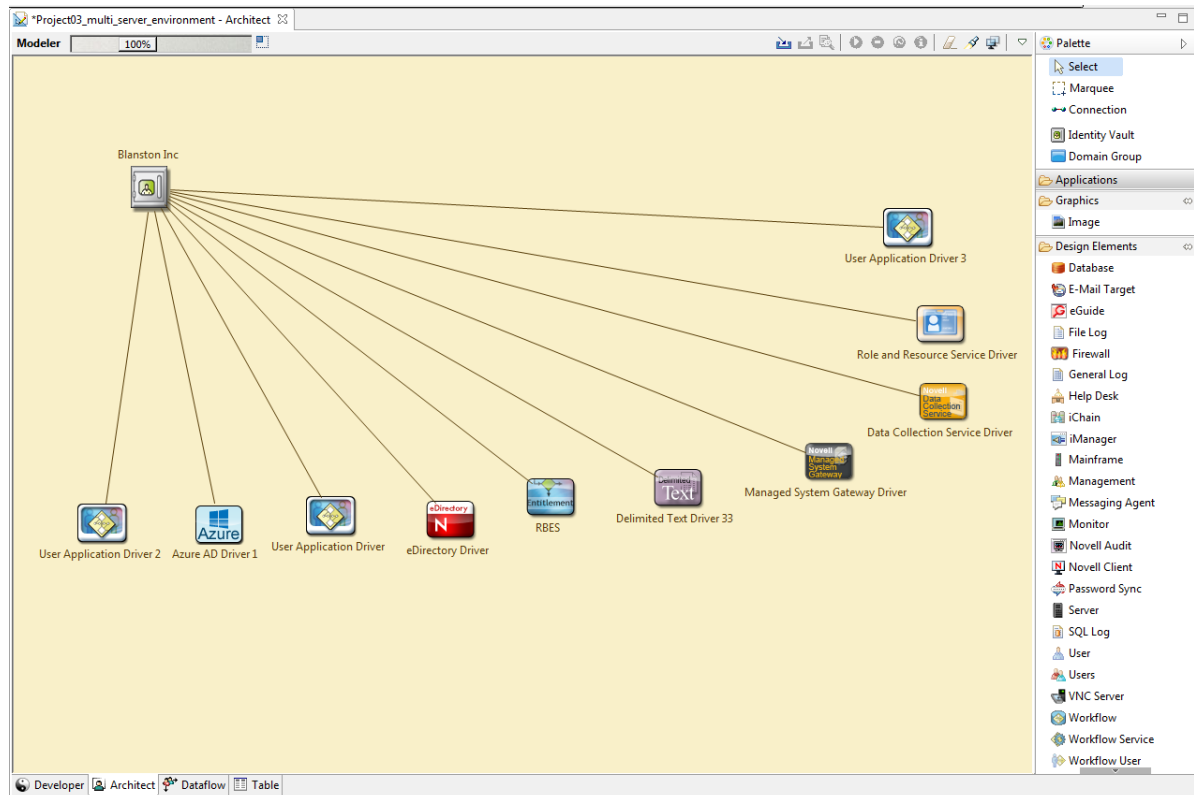 *Project03_multi_server_environment - Architect
Modeler 100%
Palette
Select
Marquee
Connection
Identity Vault
Domain Group
Applications
Graphics
Image
Design Elements
Database
E-Mail Target
eGuide
File Log
Firewall
General Log
Help Desk
iChain
iManager
Mainframe
Management
Messaging Agent
Monitor
Novell Audit
Novell Client
Password Sync
Server
SQL Log
User
Users
VNC Server
Workflow
Workflow Service
Workflow User
Blanston Inc
User Application Driver 3
Role and Resource Service Driver
Novell
Data
Collection
Service
Data Collection Service Driver
Novell
Managed
System
Gateway
Managed System Gateway Driver
Delimited
Text
Delimited Text Driver 33
Entitlement
RBES
eDirectory
N
eDirectory Driver
User Application Driver
Azure
Azure AD Driver 1
User Application Driver 2
Developer Architect Dataflow Table